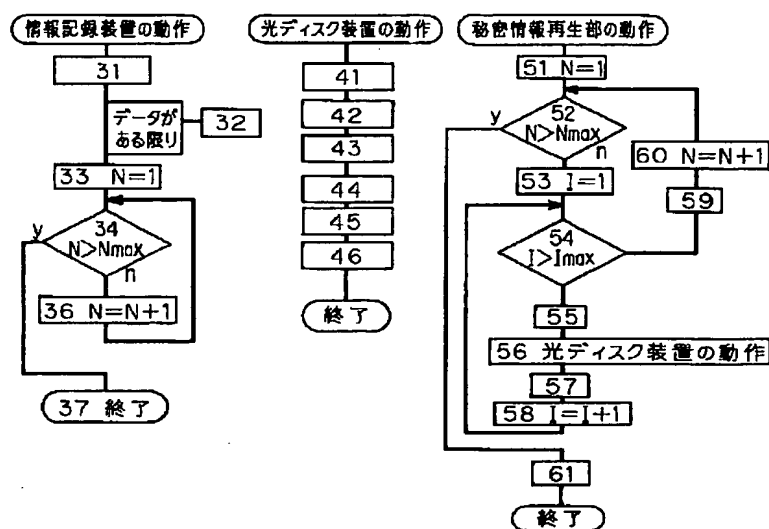 情報記録装置の動作
31
データが
ある限り
32
33 N=1
34
N>Nmax
y
n
36 N=N+1
37 終了
光ディスク装置の動作
41
42
43
44
45
46
終了
秘密情報再生部の動作
51 N=1
52
N>Nmax
y
n
53 I=1
54
I>Imax
55
56 光ディスク装置の動作
57
58 I=I+1
59
60 N=N+1
61
終了